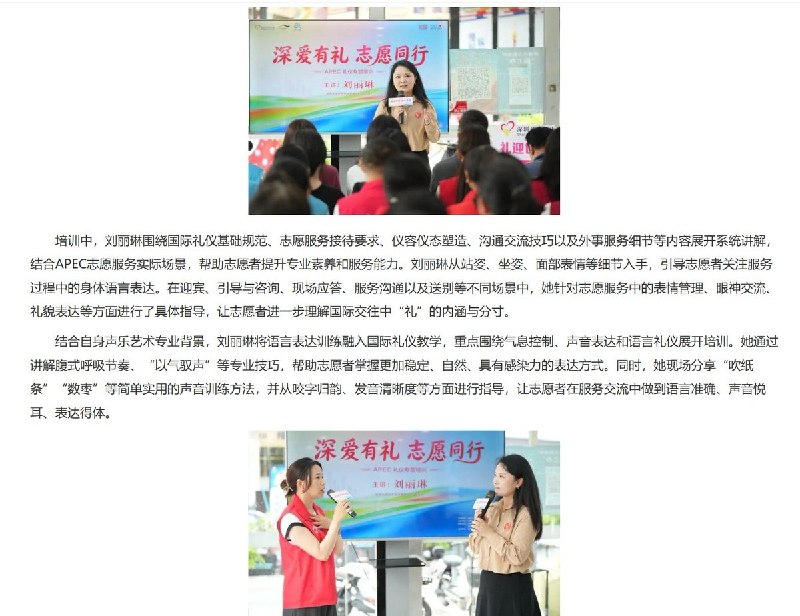 深爱有礼 志愿同行
APEC 礼仪专题培训
主讲：刘丽琳
礼迎
培训中，刘丽琳围绕国际礼仪基础规范、志愿服务接待要求、仪容仪态塑造、沟通交流技巧以及外事服务细节等内容展开系统讲解，
结合APEC志愿服务实际场景，帮助志愿者提升专业素养和服务能力。刘丽琳从站姿、坐姿、面部表情等细节入手，引导志愿者关注服务
过程中的身体语言表达。在迎宾、引导与咨询、现场应答、服务沟通以及送别等不同场景中，她针对志愿服务中的表情管理、眼神交流、
礼貌表达等方面进行了具体指导，让志愿者进一步理解国际交往中“礼”的内涵与分寸。
结合自身声乐艺术专业背景，刘丽琳将语言表达训练融入国际礼仪教学，重点围绕气息控制、声音表达和语言礼仪展开培训。她通过
讲解腹式呼吸节奏、“以气驭声”等专业技巧，帮助志愿者掌握更加稳定、自然、具有感染力的表达方式。同时，她现场分享“吹纸
条”“数枣”等简单实用的声音训练方法，并从咬字归韵、发音清晰度等方面进行指导，让志愿者在服务交流中做到语言准确、声音悦
耳、表达得体。
深爱有礼 志愿同行
APEC 礼仪专题培训
主讲：刘丽琳